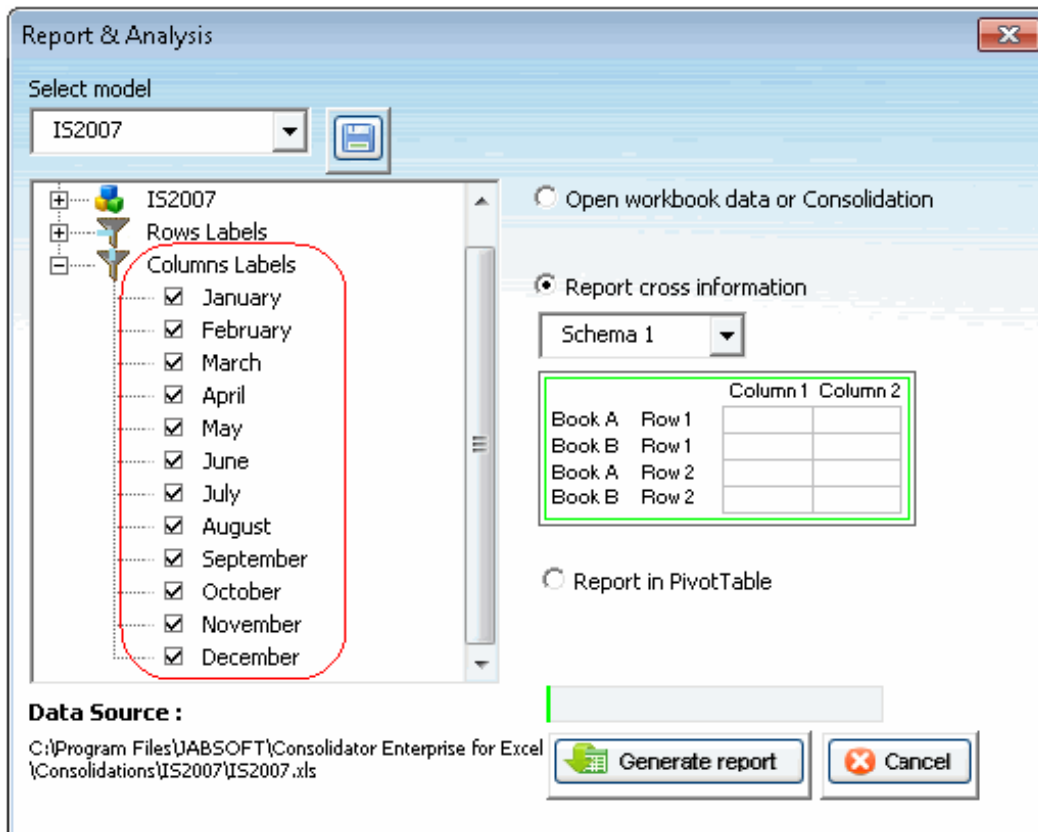 Report & Analysis
Select model
IS2007
IS2007
Rows Labels
Columns Labels
January
February
March
April
May
June
July
August
September
October
November
December
Open workbook data or Consolidation
Report cross information
Schema 1
Column 1 Column 2
Book A Row 1
Book B Row 1
Book A Row 2
Book B Row 2
Report in PivotTable
Data Source :
C:\Program Files\JABSOFT\Consolidator Enterprise for Excel
\Consolidations\IS2007\IS2007.xls
Generate report
Cancel